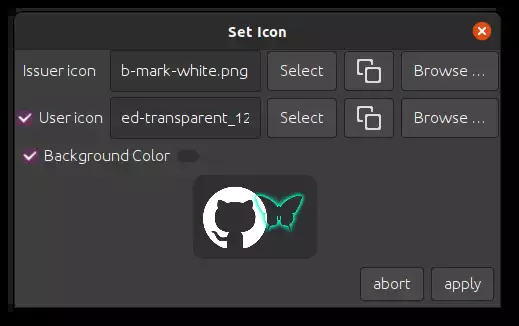 Set Icon
Issuer icon b-mark-white.png Select Browse ...
User icon ed-transparent_12 Select Browse ...
Background Color
abort apply